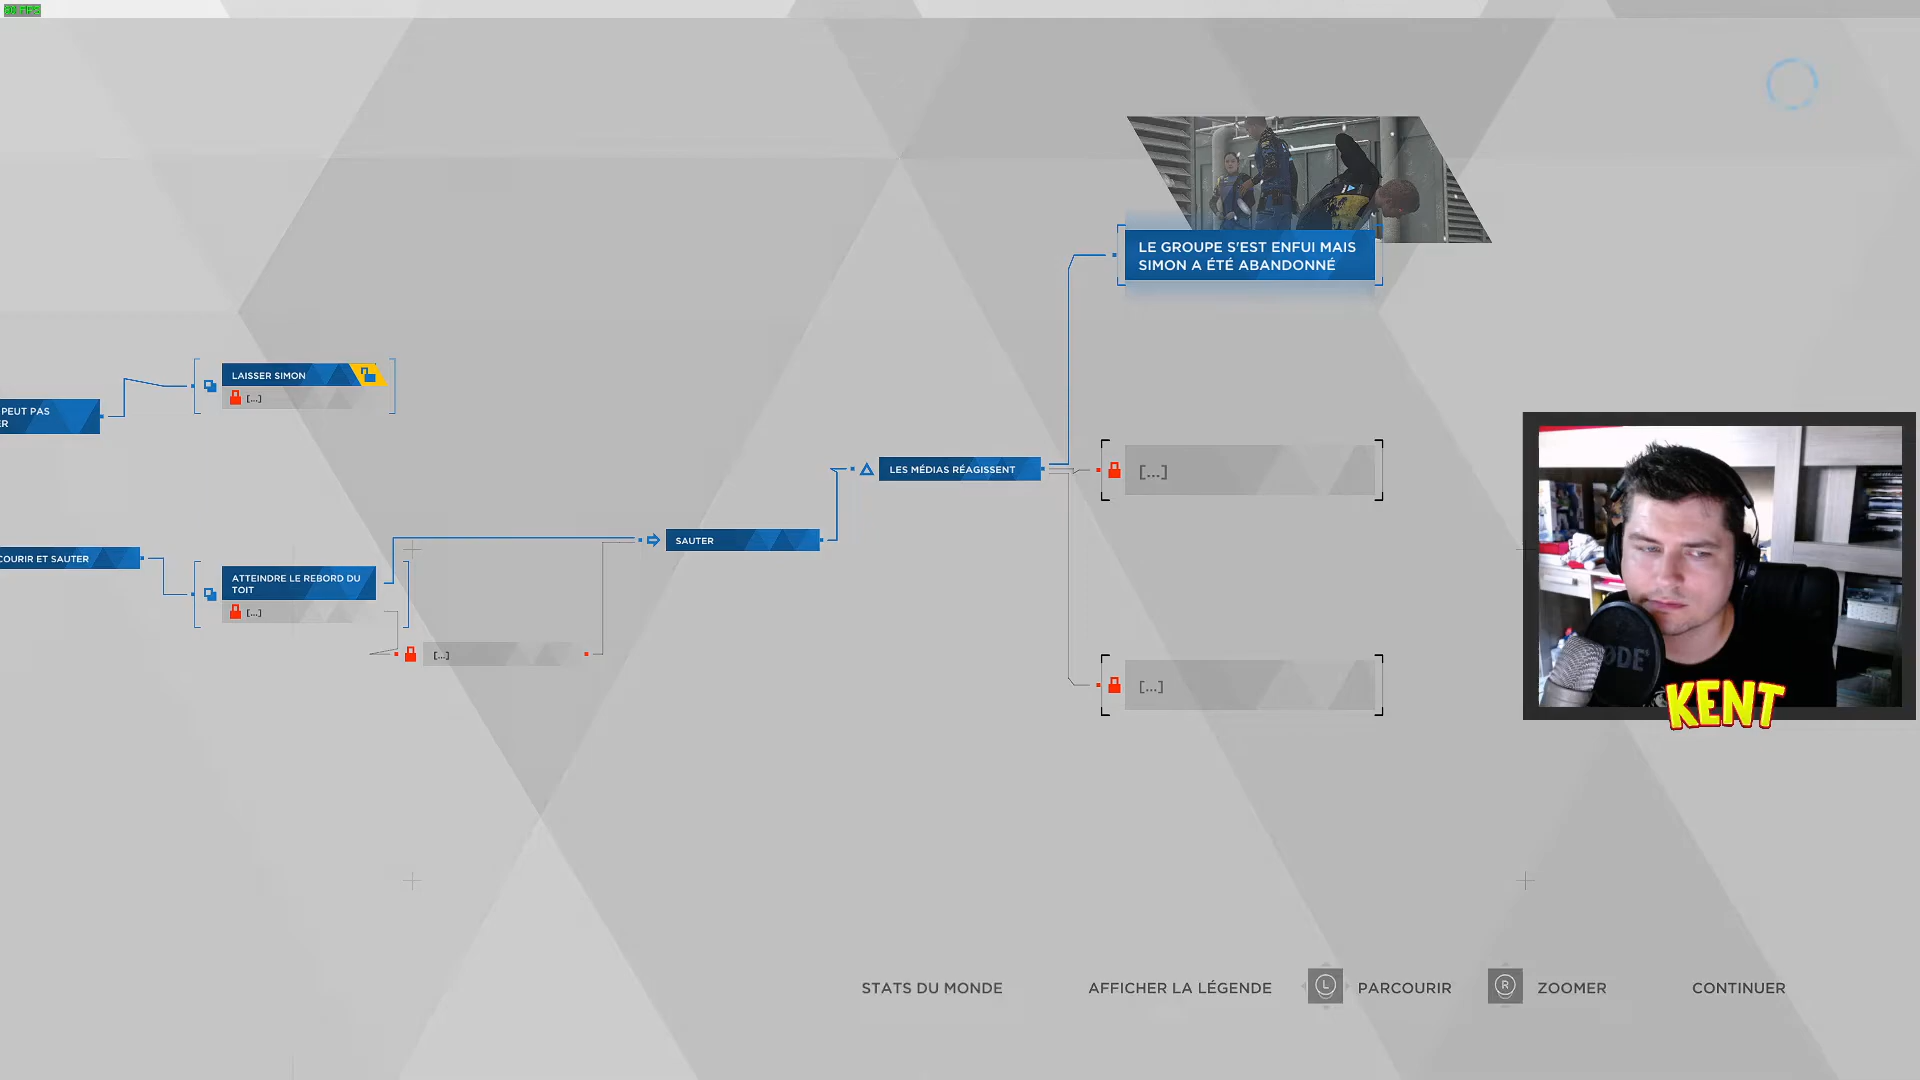 LE GROUPE S'EST ENFUI MAIS
SIMON A ÉTÉ ABANDONNÉ
LAISSER SIMON
[...]
PEUT PAS
ER
LES MÉDIAS RÉAGISSENT
[...]
SAUTER
COURIR ET SAUTER
ATTEINDRE LE REBORD DU
TOIT
[...]
[...]
[...]
KENT
STATS DU MONDE
AFFICHER LA LÉGENDE
L
PARCOURIR
R
ZOOMER
CONTINUER